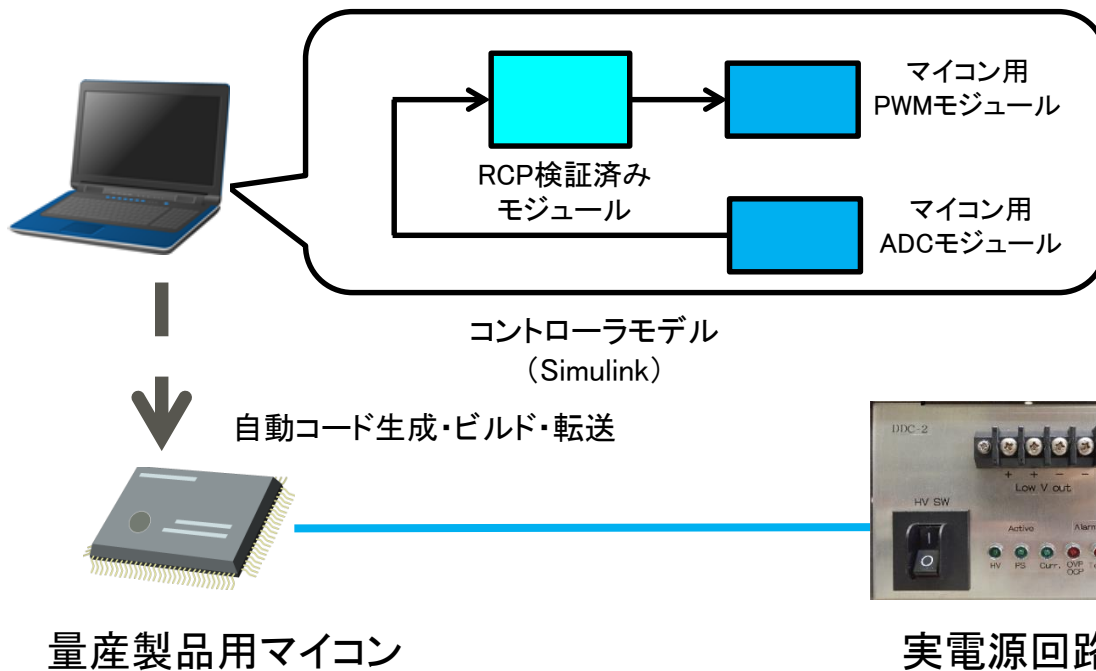 マイコン用
PWMモジュール
RCP検証済み
モジュール
マイコン用
ADCモジュール
コントローラモデル
（Simulink）
自動コード生成・ビルド・転送
DDC-2
+ + − −
Low V out
HV SW
Active
Alarm
HV PS Curr. OVP
OCP
量産製品用マイコン
実電源回路